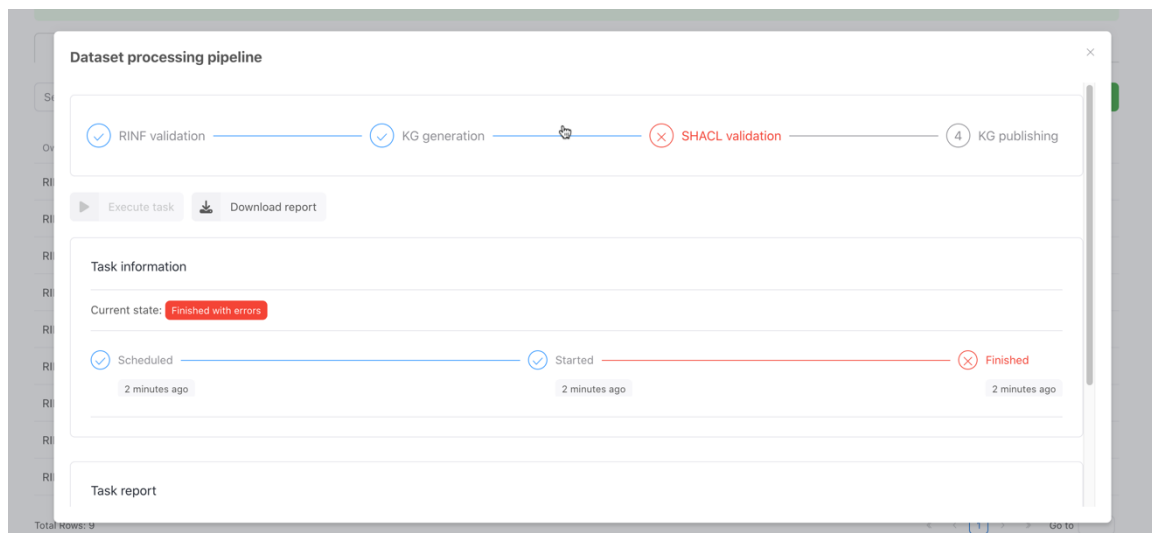 Dataset processing pipeline
RINF validation KG generation SHACL validation 4 KG publishing
Execute task Download report
Task information
Current state: Finished with errors
Scheduled Started Finished
2 minutes ago 2 minutes ago 2 minutes ago
Task report
Total Rows: 9 1 Go to